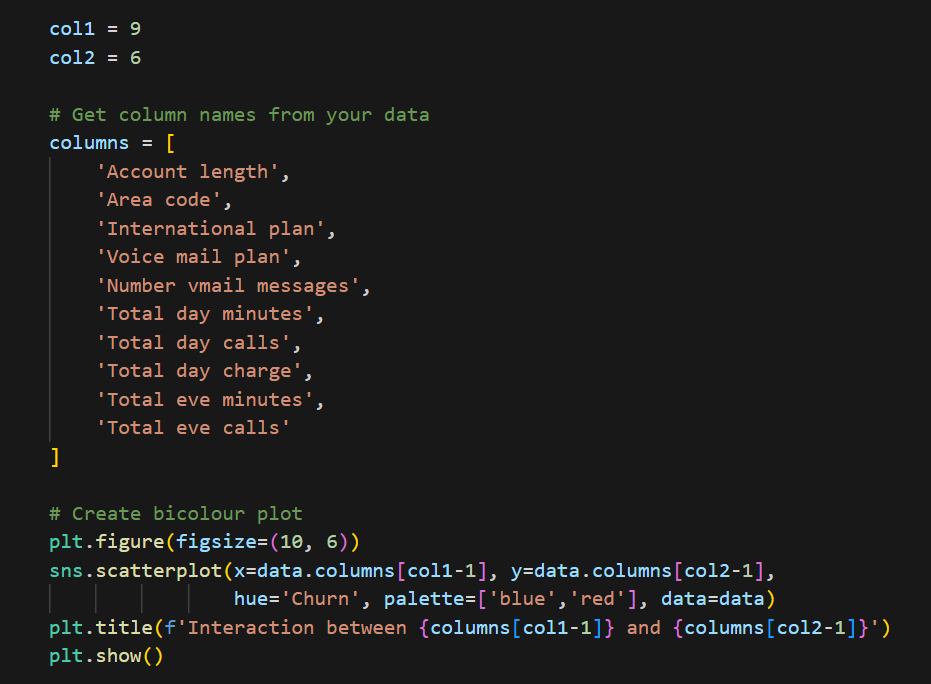 col1 = 9
col2 = 6
# Get column names from your data
columns = [
    'Account length',
    'Area code',
    'International plan',
    'Voice mail plan',
    'Number vmail messages',
    'Total day minutes',
    'Total day calls',
    'Total day charge',
    'Total eve minutes',
    'Total eve calls'
]
# Create bicolour plot
plt.figure(figsize=(10, 6))
sns.scatterplot(x=data.columns[col1-1], y=data.columns[col2-1],
                hue='Churn', palette=['blue','red'], data=data)
plt.title(f'Interaction between {columns[col1-1]} and {columns[col2-1]}')
plt.show()